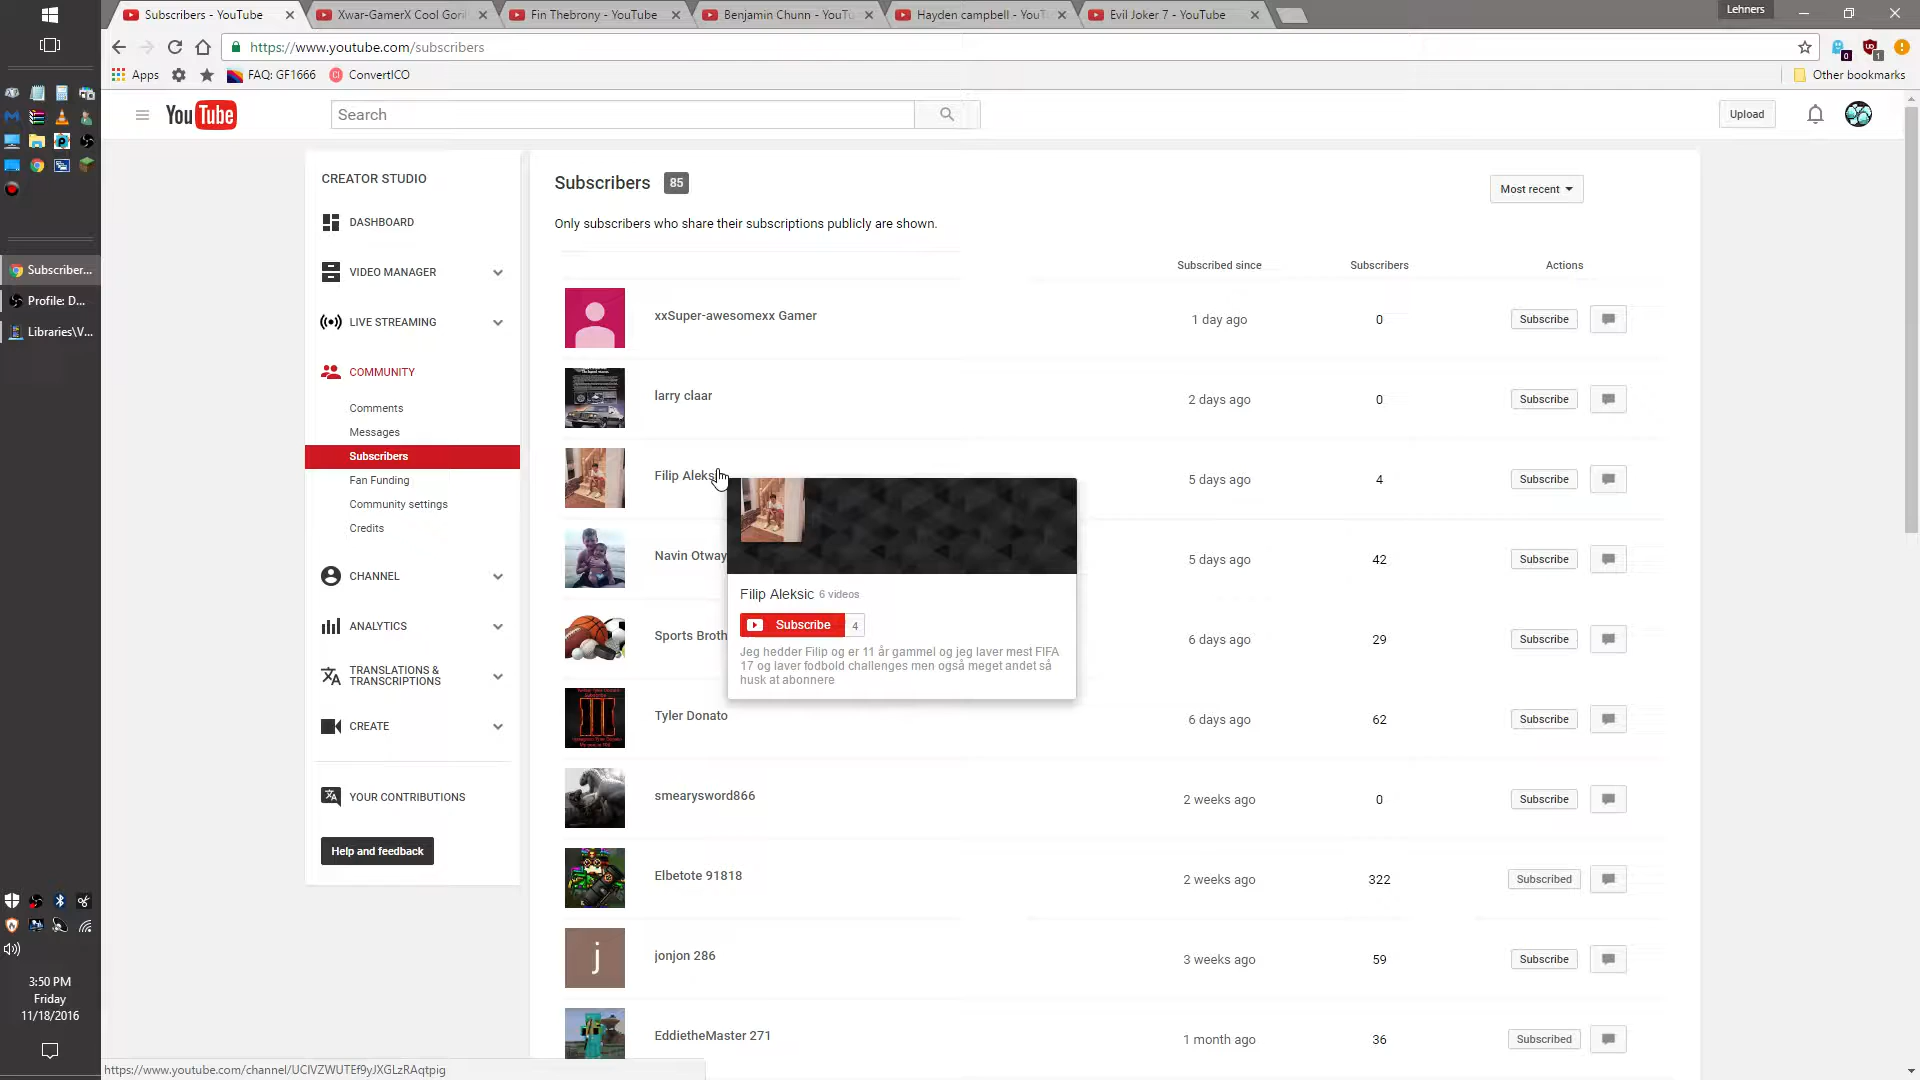 Subscribers - YouTube
Xwar-GamerX Cool Gori
Fin Thebrony - YouTube
Benjamin Chunn - YouTu
Hayden campbell - YouT
Evil Joker 7 - YouTube
Lehners
https://www.youtube.com/subscribers
Apps
FAQ: GF1666
ConvertICO
Other bookmarks
YouTube
Search
Upload
CREATOR STUDIO
DASHBOARD
VIDEO MANAGER
LIVE STREAMING
COMMUNITY
Comments
Messages
Subscribers
Fan Funding
Community settings
Credits
CHANNEL
ANALYTICS
TRANSLATIONS &
TRANSCRIPTIONS
CREATE
YOUR CONTRIBUTIONS
Help and feedback
Subscriber...
Profile: D...
Libraries\V...
3:50 PM
Friday
11/18/2016
Subscribers 85
Most recent
Only subscribers who share their subscriptions publicly are shown.
Subscribed since Subscribers Actions
xxSuper-awesomexx Gamer 1 day ago 0 Subscribe
larry claar 2 days ago 0 Subscribe
Filip Aleks 5 days ago 4 Subscribe
Navin Otway 5 days ago 42 Subscribe
Sports Broth 6 days ago 29 Subscribe
Tyler Donato 6 days ago 62 Subscribe
smearysword866 2 weeks ago 0 Subscribe
Elbetote 91818 2 weeks ago 322 Subscribed
j
jonjon 286 3 weeks ago 59 Subscribe
EddietheMaster 271 1 month ago 36 Subscribed
Filip Aleksic 6 videos
Subscribe 4
Jeg hedder Filip og er 11 år gammel og jeg laver mest FIFA
17 og laver fodbold challenges men også meget andet så
husk at abonnere
https://www.youtube.com/channel/UCIVZWUTEf9yJXGLzRAqtpig